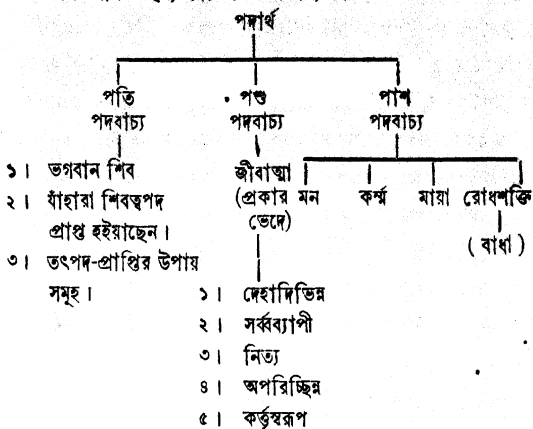 পদার্থ
পতি পশু পাশ
পদবাচ্য পদবাচ্য পদবাচ্য
১। ভগবান শিব
২। যাঁহারা শিবত্বপদ
প্রাপ্ত হইয়াছেন।
৩। তৎপদ-প্রাপ্তির উপায়
সমূহ।
জীবাত্মা
(প্রকার
ভেদে)
১। দেহাদিভিন্ন
২। সর্ব্বব্যাপী
৩। নিত্য
৪। অপরিচ্ছিন্ন
৫। কর্ত্তৃস্বরূপ
মন কর্ম্ম মায়া রোধশক্তি
(বাধা)